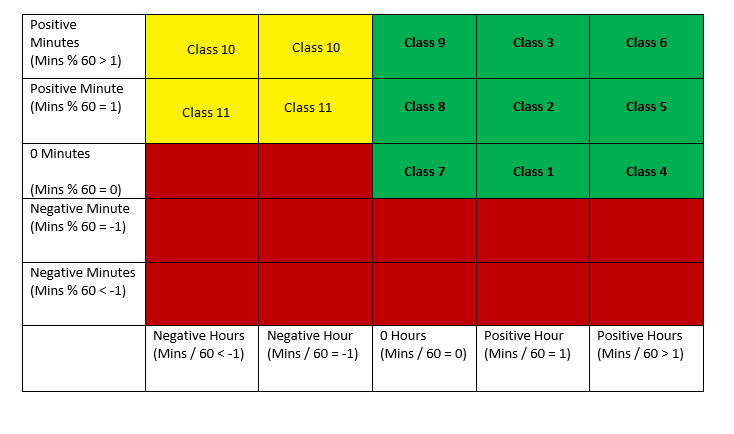 Positive
Minutes
(Mins % 60 > 1)
Class 10
Class 10
Class 9
Class 3
Class 6
Positive Minute
(Mins % 60 = 1)
Class 11
Class 11
Class 8
Class 2
Class 5
0 Minutes
(Mins % 60 = 0)
Class 7
Class 1
Class 4
Negative Minute
(Mins % 60 = -1)
Negative Minutes
(Mins % 60 < -1)
Negative Hours
(Mins / 60 < -1)
Negative Hour
(Mins / 60 = -1)
0 Hours
(Mins / 60 = 0)
Positive Hour
(Mins / 60 = 1)
Positive Hours
(Mins / 60 > 1)